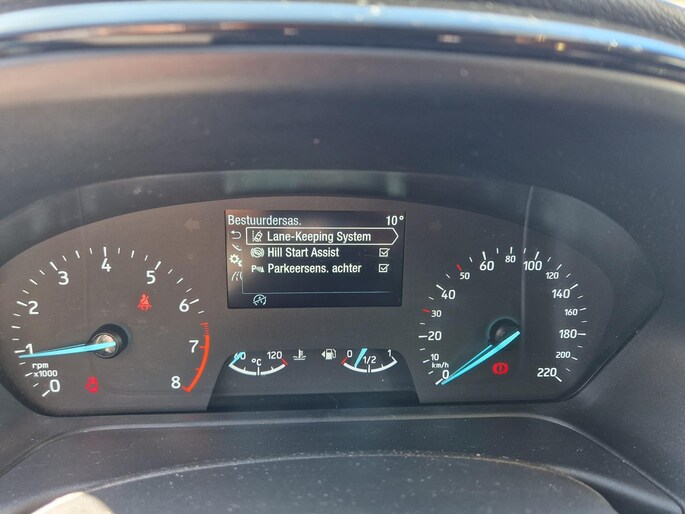 Bestuurdersas. 10°
Lane-Keeping System
Hill Start Assist
P Parkeersens. achter
0 1 2 3 4 5 6 7 8
rpm
x1000
60 °C 120
0 1/2 1
0 10 20 30 40 50 60 80 100 120 140 160 180 200 220
km/h